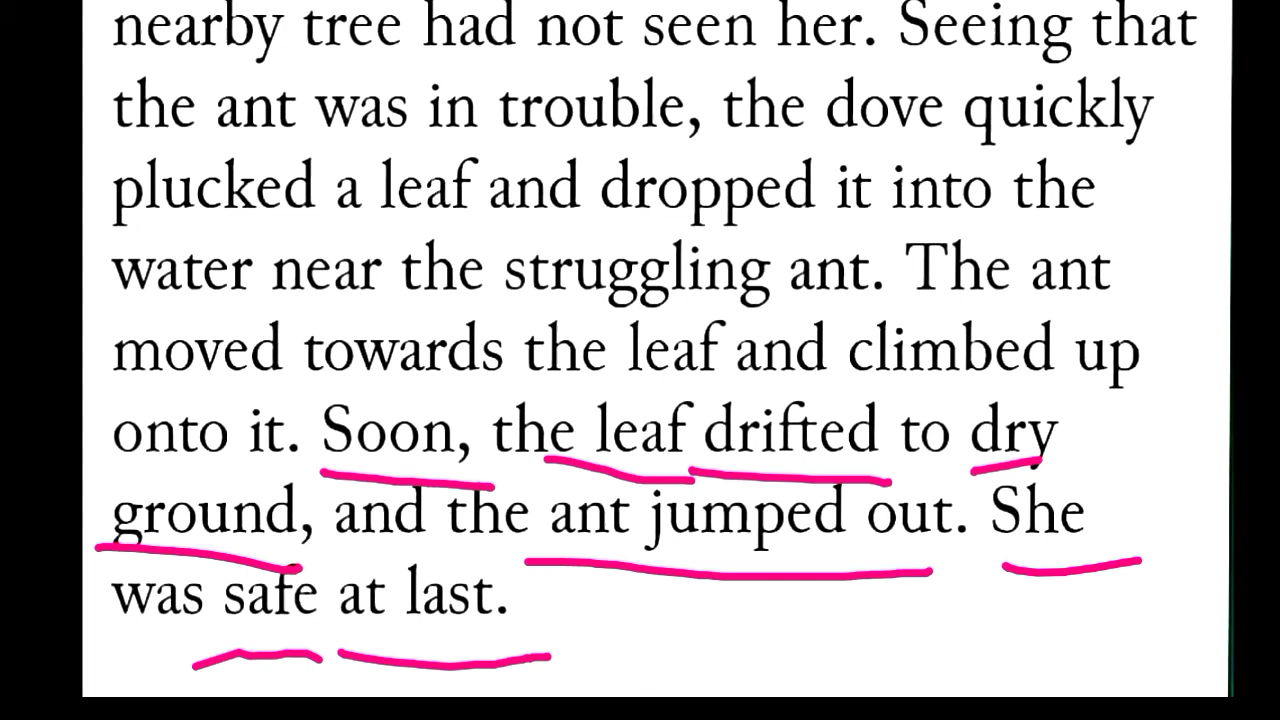 nearby tree had not seen her. Seeing that
the ant was in trouble, the dove quickly
plucked a leaf and dropped it into the
water near the struggling ant. The ant
moved towards the leaf and climbed up
onto it. Soon, the leaf drifted to dry
ground, and the ant jumped out. She
was safe at last.